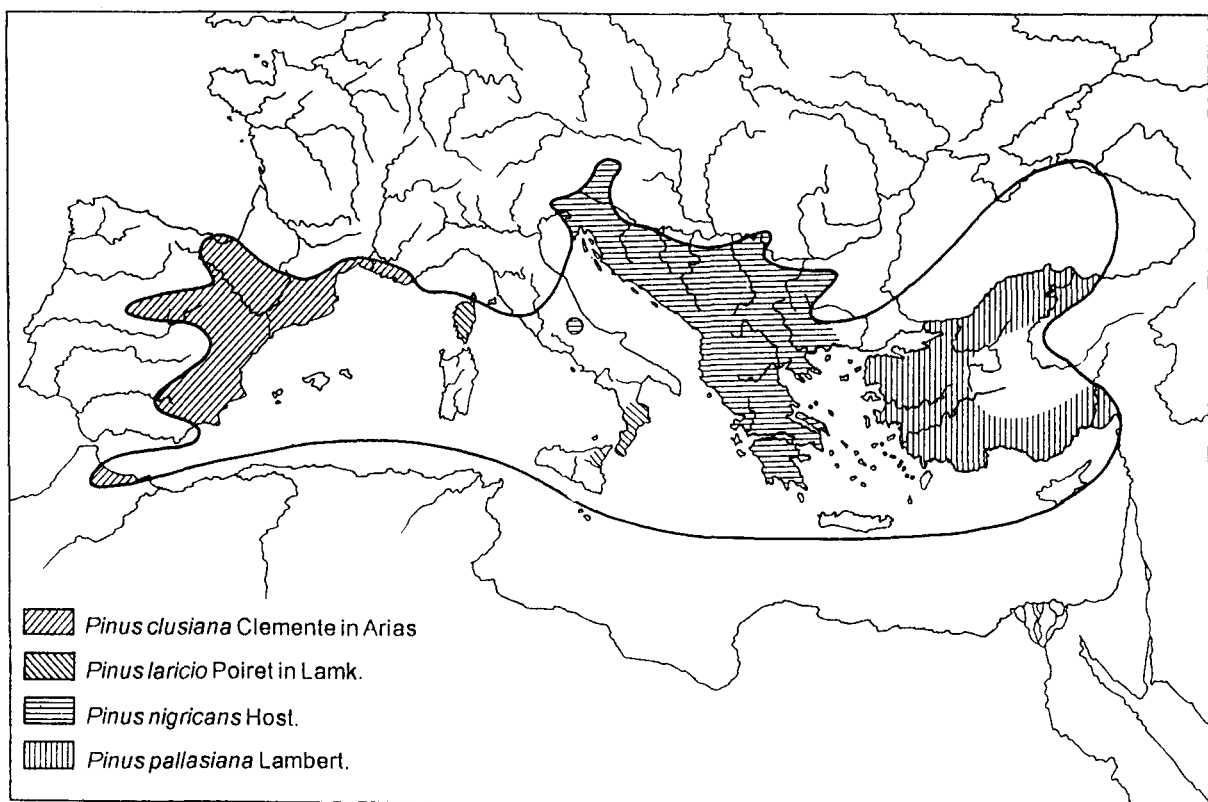 Pinus clusiana Clemente in Arias
Pinus laricio Poiret in Lamk.
Pinus nigricans Host.
Pinus pallasiana Lambert.